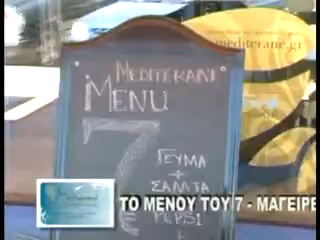 mediterane.gr
MEDITERANI
MENU
7
€
ΓΕΥΜΑ
+
ΣΑΛΑΤΑ
PEPSI
ΤΟ ΜΕΝΟΥ ΤΟΥ 7 - ΜΑΓΕΙΡΕ